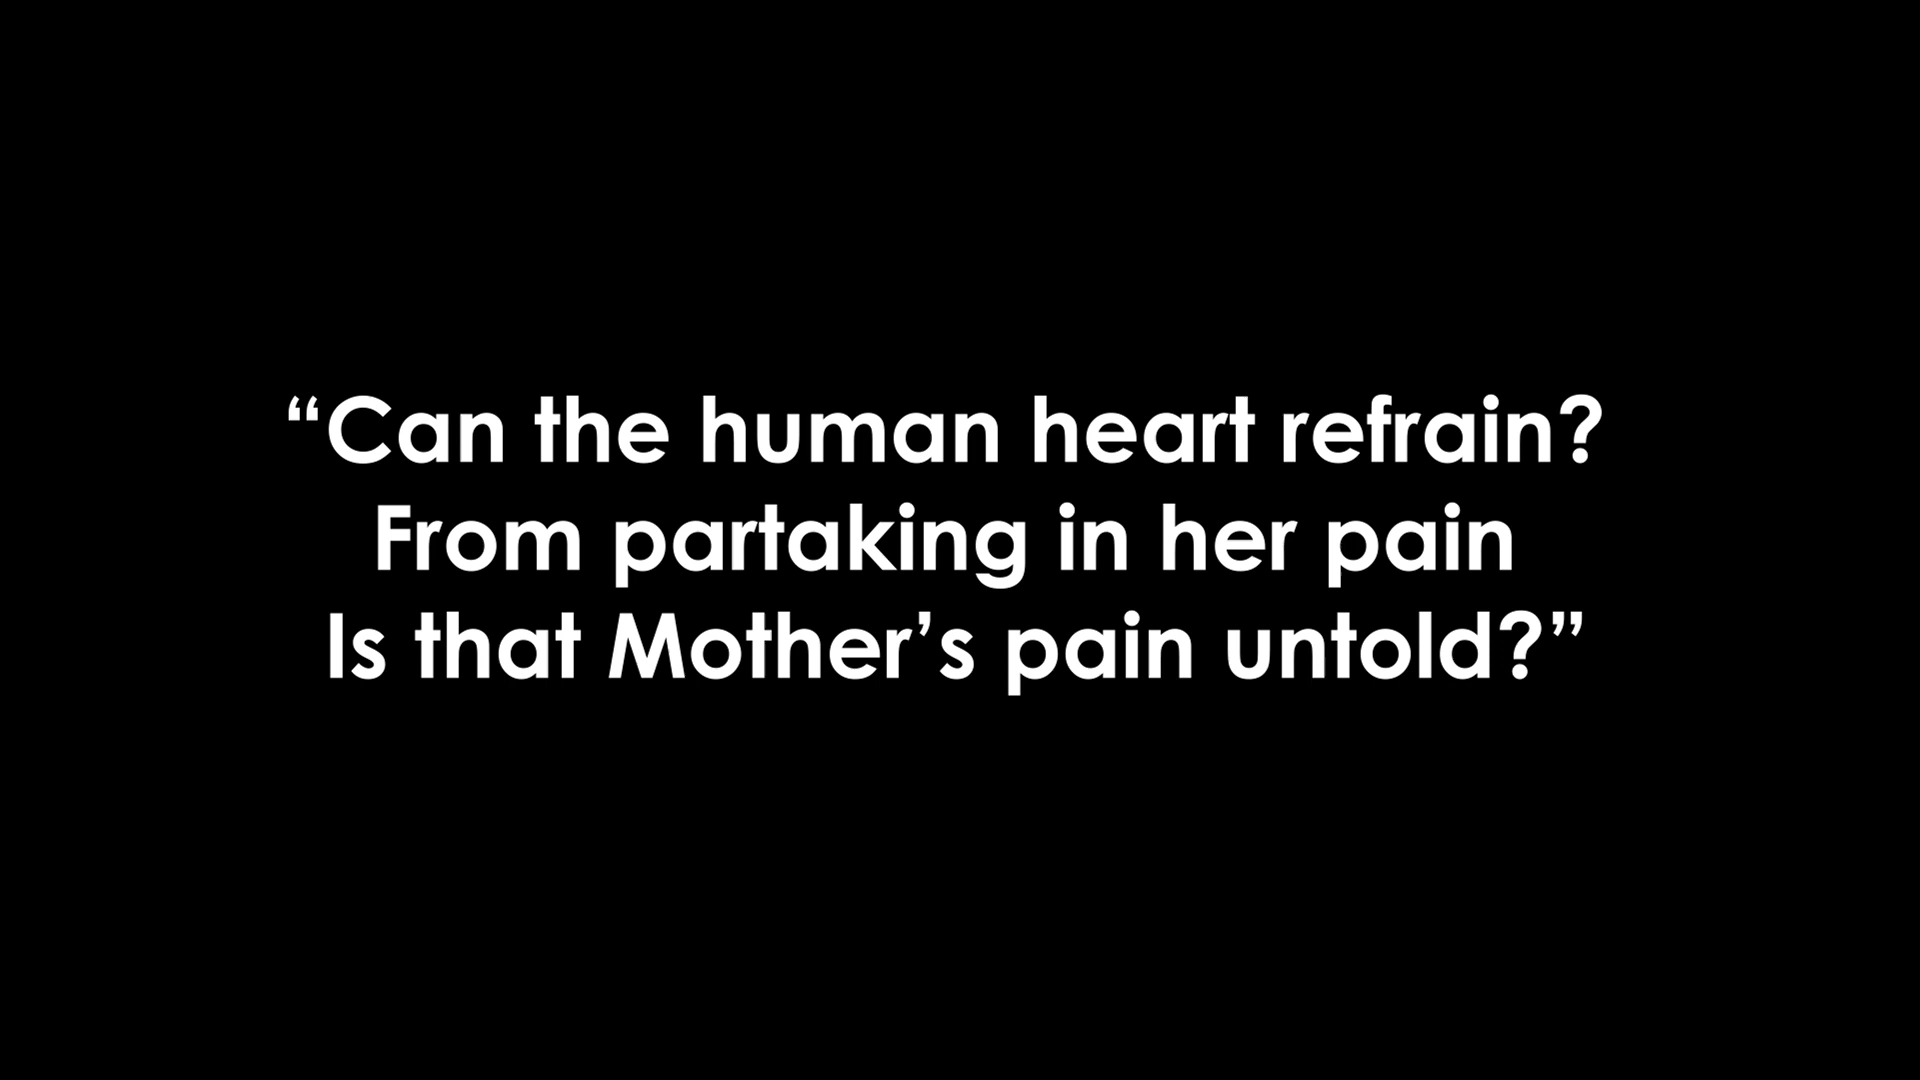 “Can the human heart refrain?
From partaking in her pain
Is that Mother’s pain untold?”